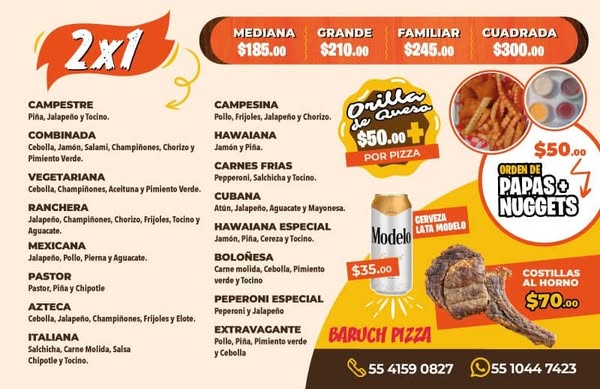 2x1
MEDIANA
$185.00
GRANDE
$210.00
FAMILIAR
$245.00
CUADRADA
$300.00
CAMPESTRE
Piña, Jalapeño y Tocino.
COMBINADA
Cebolla, Jamón, Salami, Champiñones, Chorizo y
Pimiento Verde.
VEGETARIANA
Cebolla, Champiñones, Aceituna y Pimiento Verde.
RANCHERA
Jalapeño, Champiñones, Chorizo, Frijoles, Tocino y
Aguacate.
MEXICANA
Jalapeño, Pollo, Pierna y Aguacate.
PASTOR
Pastor, Piña y Chipotle
AZTECA
Cebolla, Jalapeño, Champiñones, Frijoles y Elote.
ITALIANA
Salchicha, Carne Molida, Salsa
Chipotle y Tocino.
CAMPESINA
Pollo, Frijoles, Jalapeño y Chorizo.
HAWAIANA
Jamón y Piña.
CARNES FRIAS
Pepperoni, Salchicha y Tocino.
CUBANA
Atún, Jalapeño, Aguacate y Mayonesa.
HAWAIANA ESPECIAL
Jamón, Piña, Cereza y Tocino.
BOLOÑESA
Carne molida, Cebolla, Pimiento
verde y Tocino
PEPERONI ESPECIAL
Peperoni y Jalapeño
EXTRAVAGANTE
Pollo, Piña, Pimiento verde
y Cebolla
Orilla
de Queso
$50.00+
POR PIZZA
$50.00
ORDEN DE
PAPAS+
NUGGETS
Modelo
CERVEZA
LATA MODELO
$35.00
COSTILLAS
AL HORNO
$70.00
BARUCH PIZZA
55 4159 0827
55 1044 7423